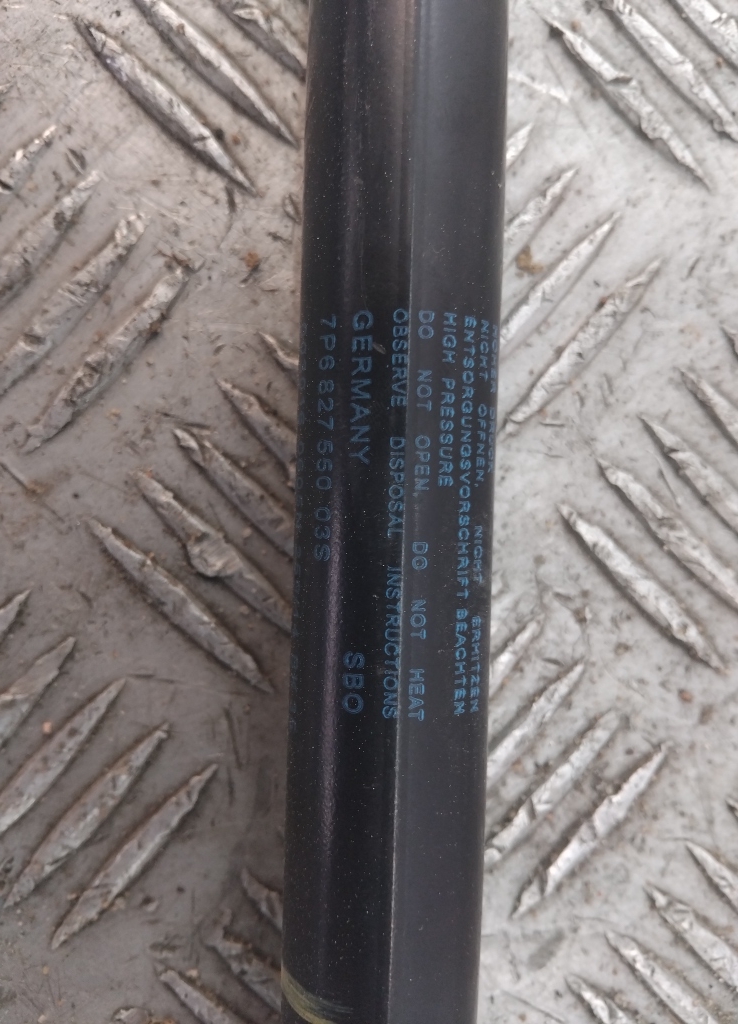 NICHT ÖFFNEN, NICHT ERHITZEN
ENTSORGUNGSVORSCHRIFT BEACHTEN
HIGH PRESSURE
DO NOT OPEN, DO NOT HEAT
OBSERVE DISPOSAL INSTRUCTIONS
GERMANY SBO
7P6 827 550 03S